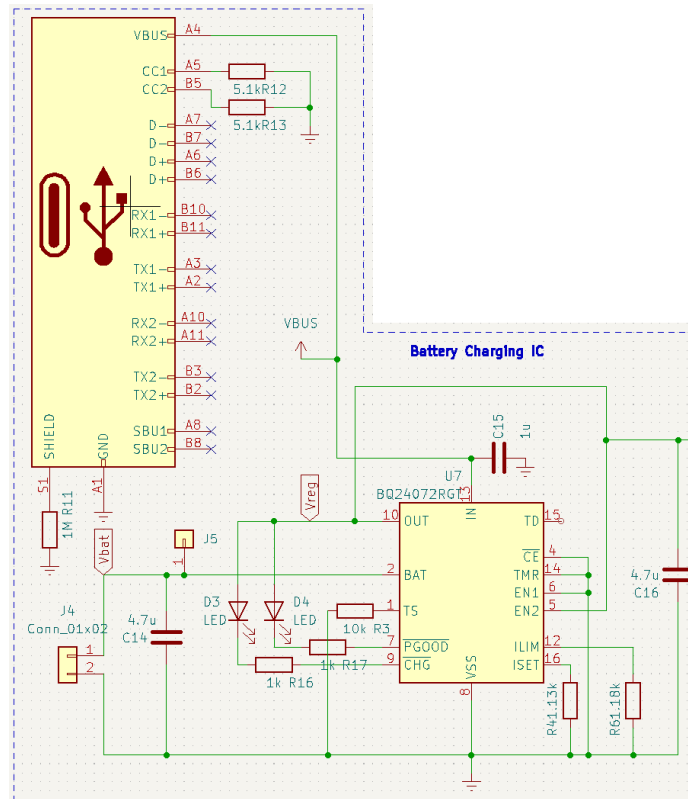 VBUS A4
CC1 A5
5.1kR12
CC2 B5
5.1kR13
D- A7
D- B7
D+ A6
D+ B6
RX1- B10
RX1+ B11
TX1- A3
TX1+ A2
RX2- A10
RX2+ A11
TX2- B3
TX2+ B2
SBU1 A8
SBU2 B8
SHIELD
GND
S1
A1
1M R11
VBUS
Battery Charging IC
C15
1u
U7
BQ24072RGT
13
IN
Vreg
10 OUT
TD 15
CE 4
2 BAT
TMR 14
EN1 6
EN2 5
1 TS
10k R3
7 PGOOD
1k R17
9 CHG
1k R16
ILIM 12
ISET 16
VSS
8
Vbat
J5
1
D3
LED
D4
LED
J4
Conn_01x02
1
2
4.7u
C14
4.7u
C16
R41.13k
R61.18k